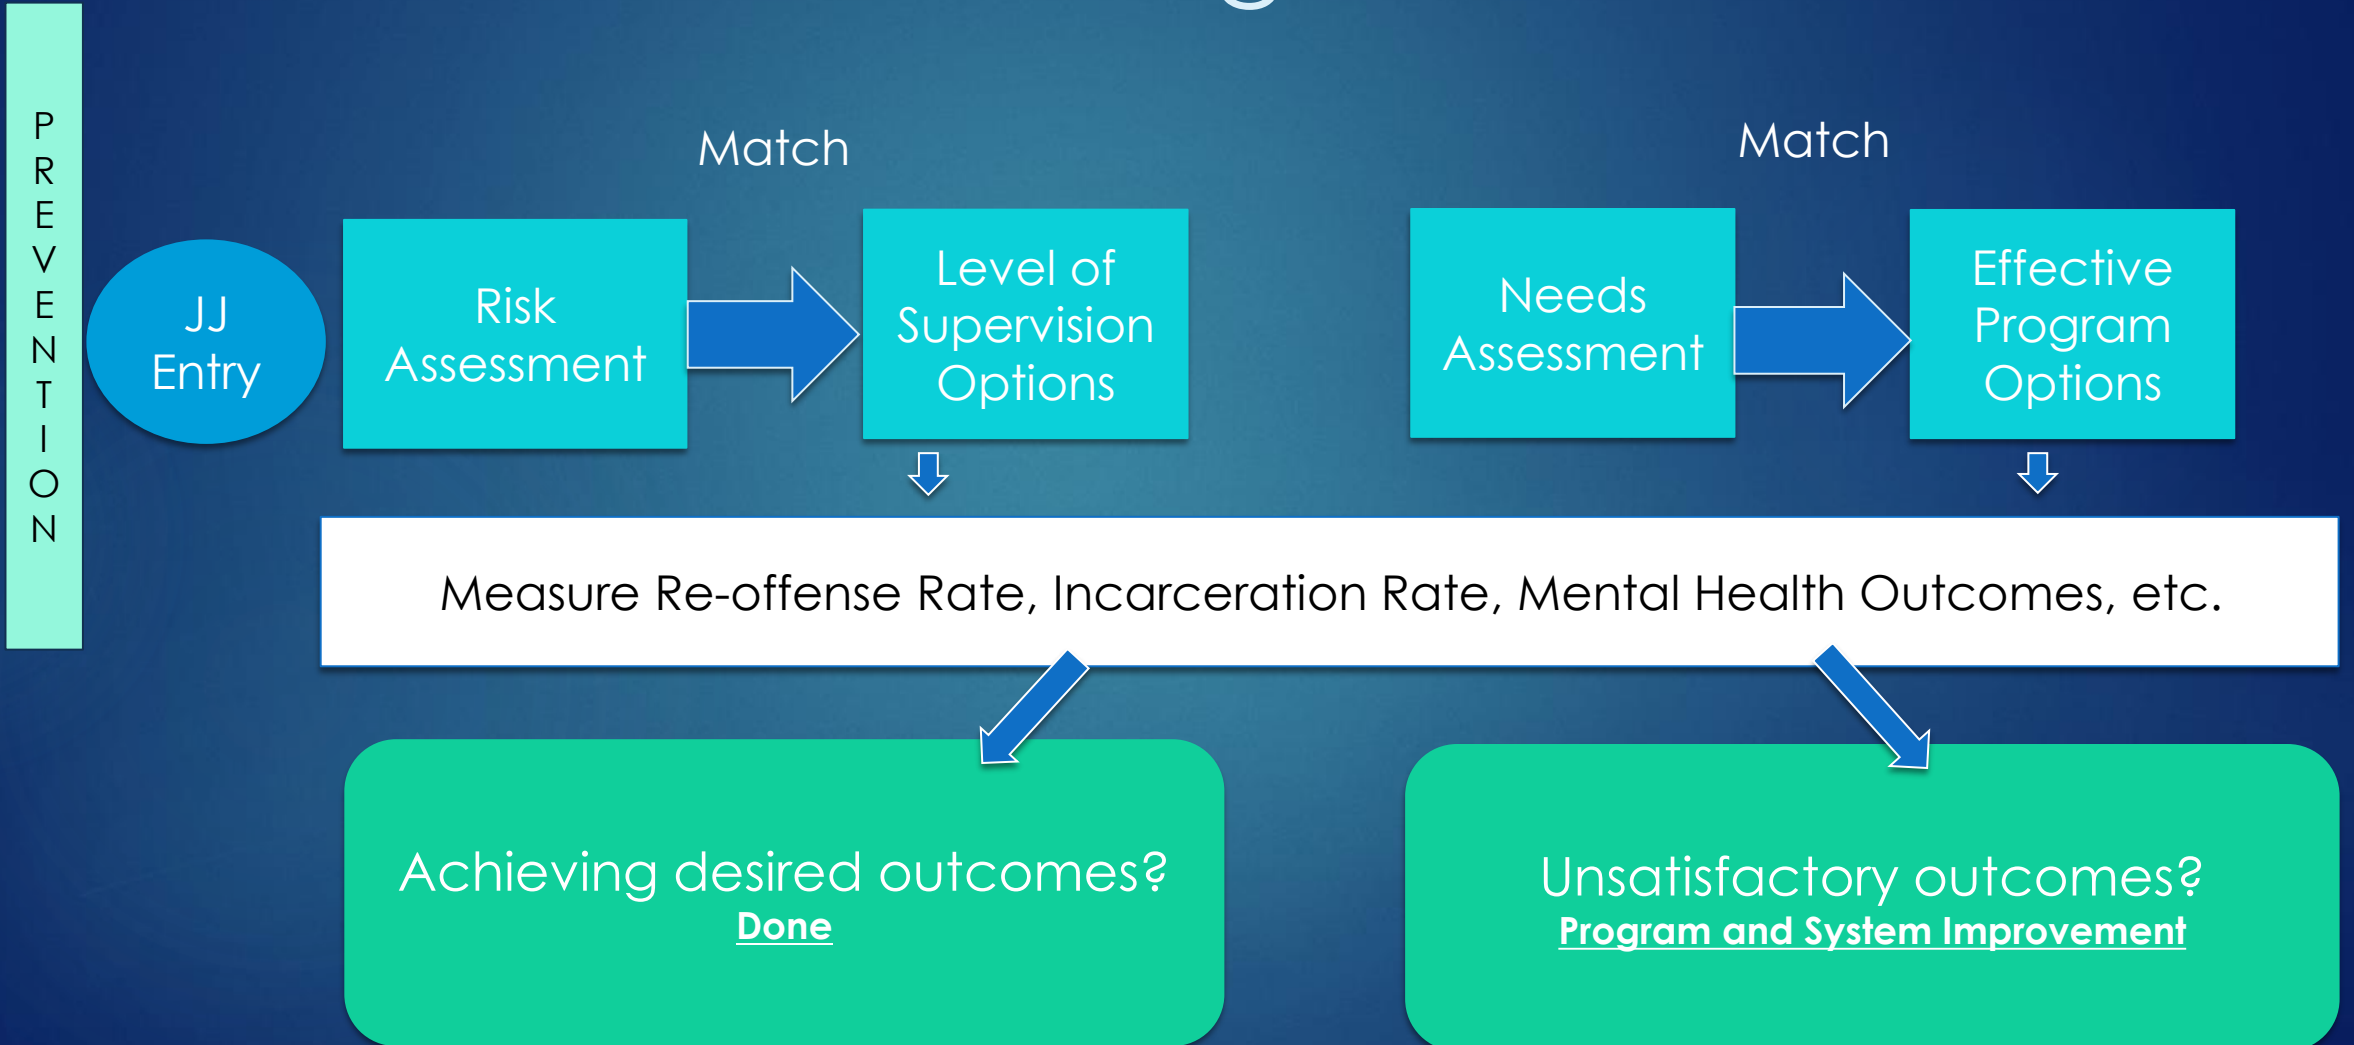 PREVENTION
Match
Match
JJ
Entry
Risk
Assessment
Level of
Supervision
Options
Needs
Assessment
Effective
Program
Options
Measure Re-offense Rate, Incarceration Rate, Mental Health Outcomes, etc.
Achieving desired outcomes?
Done
Unsatisfactory outcomes?
Program and System Improvement